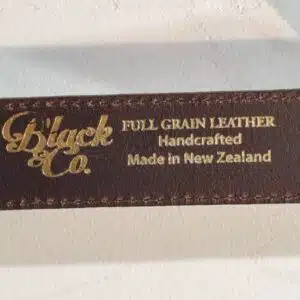 Black
& Co.
FULL GRAIN LEATHER
Handcrafted
Made in New Zealand